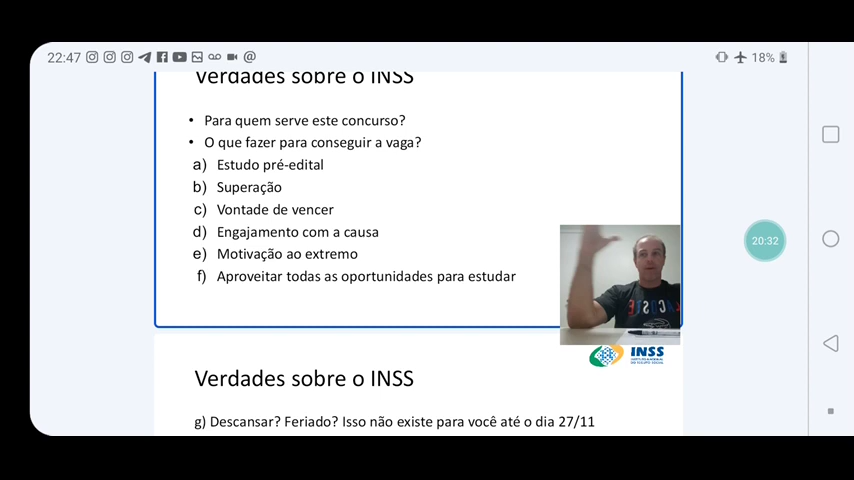 22:47
18%
Verdades sobre o INSS
• Para quem serve este concurso?
• O que fazer para conseguir a vaga?
a) Estudo pré-edital
b) Superação
c) Vontade de vencer
d) Engajamento com a causa
e) Motivação ao extremo
f) Aproveitar todas as oportunidades para estudar
20:32
INSS
Verdades sobre o INSS
g) Descansar? Feriado? Isso não existe para você até o dia 27/11